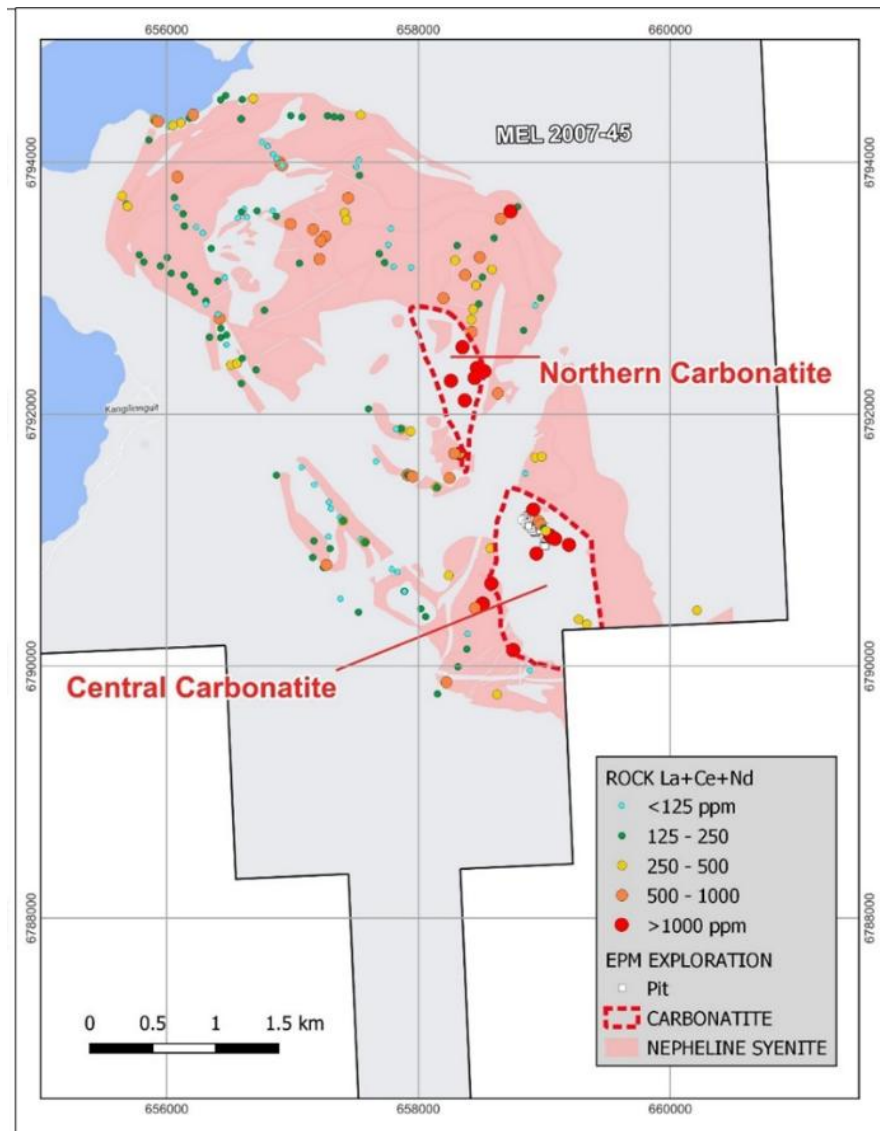 656000
658000
660000
MEL 2007-45
6794000
6794000
Northern Carbonatite
Kangilinnguit
6792000
6792000
6790000
6790000
Central Carbonatite
ROCK La+Ce+Nd
<125 ppm
125 - 250
250 - 500
500 - 1000
>1000 ppm
EPM EXPLORATION
Pit
CARBONATITE
NEPHELINE SYENITE
6788000
6788000
0 0.5 1 1.5 km
656000
658000
660000